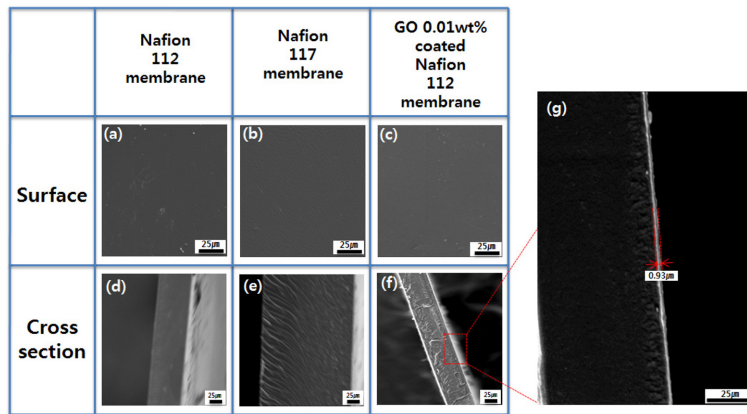 Nafion
112
membrane
Nafion
117
membrane
GO 0.01wt%
coated
Nafion
112
membrane
Surface
(a)
25㎛
(b)
25㎛
(c)
25㎛
Cross
section
(d)
25㎛
(e)
25㎛
(f)
25㎛
(g)
0.93㎛
25㎛